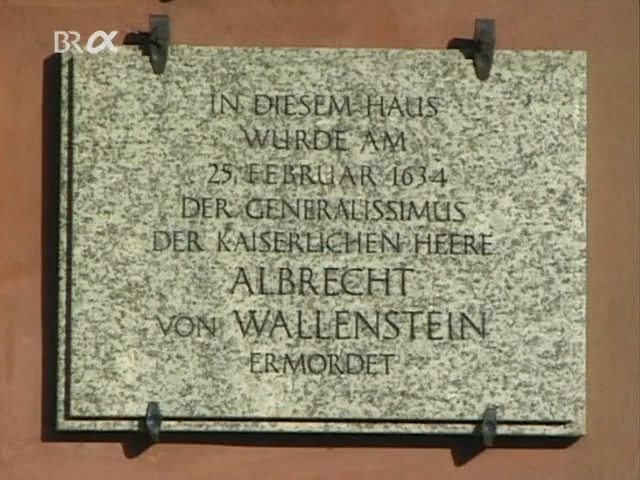 BRα
IN DIESEM HAUS
WURDE AM
25. FEBRUAR 1634
DER GENERALISSIMUS
DER KAISERLICHEN HEERE
ALBRECHT
VON WALLENSTEIN
ERMORDET